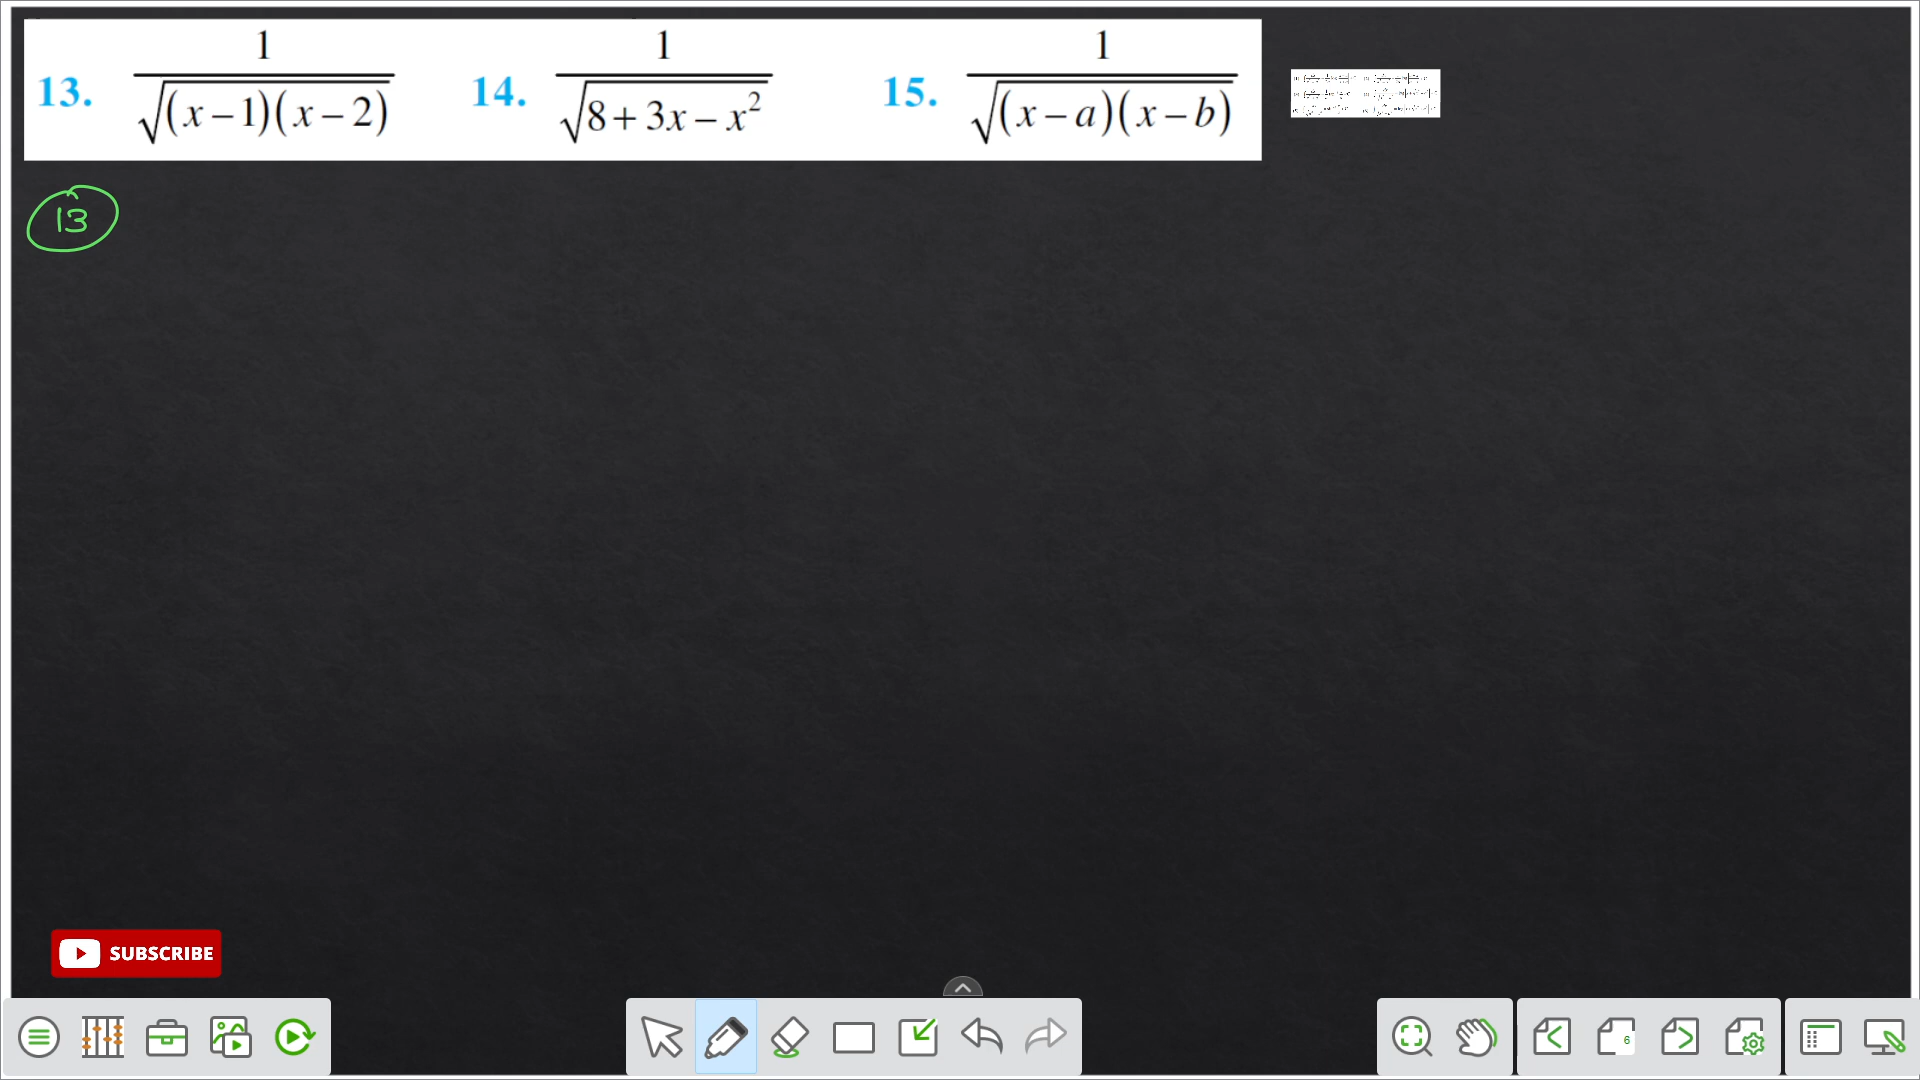 13. 1/√((x−1)(x−2)) 14. 1/√(8+3x−x²) 15. 1/√((x−a)(x−b))
13
SUBSCRIBE
6